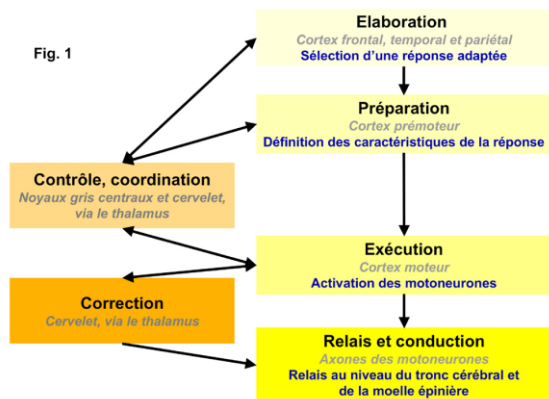 Fig. 1
Elaboration
Cortex frontal, temporal et pariétal
Sélection d'une réponse adaptée
Préparation
Cortex prémoteur
Définition des caractéristiques de la réponse
Contrôle, coordination
Noyaux gris centraux et cervelet,
via le thalamus
Exécution
Cortex moteur
Activation des motoneurones
Correction
Cervelet, via le thalamus
Relais et conduction
Axones des motoneurones
Relais au niveau du tronc cérébral et
de la moelle épinière